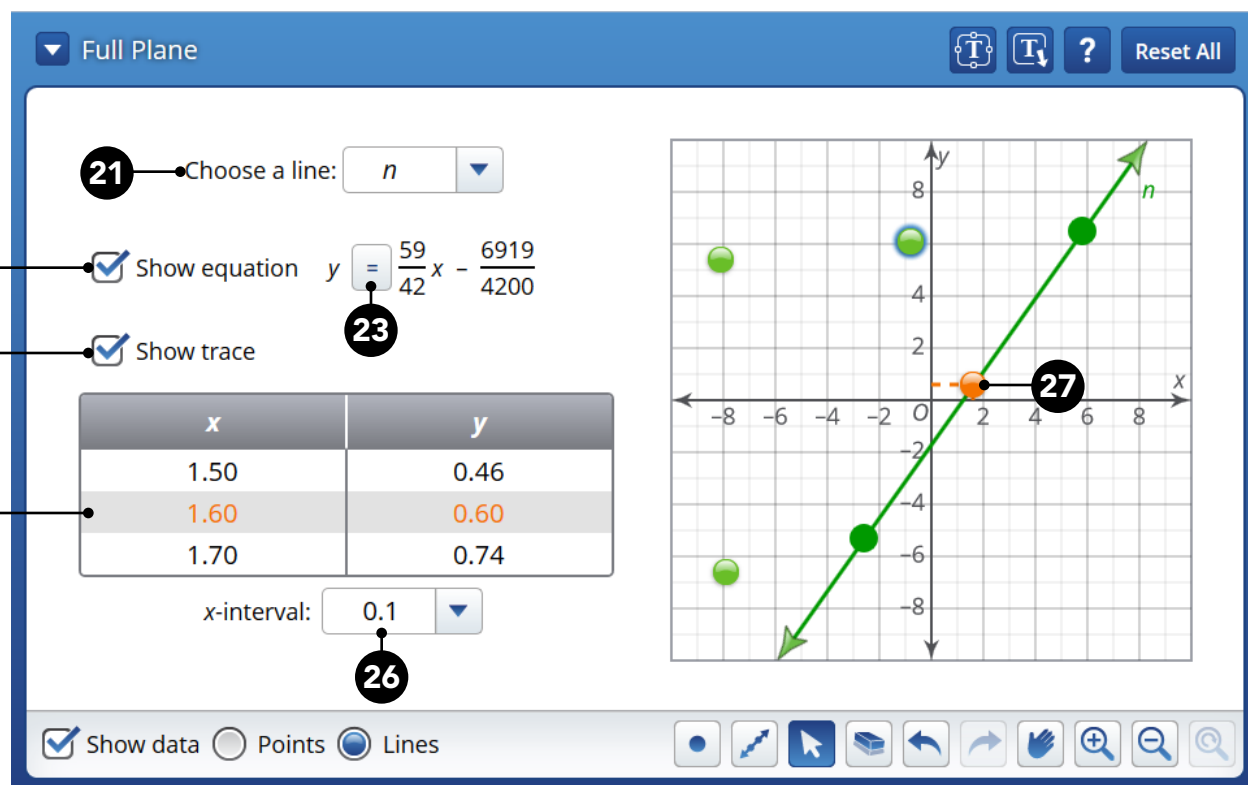 Full Plane
T T ? Reset All
21 Choose a line: n
Show equation y = 59/42 x – 6919/4200
23
Show trace
x y
1.50 0.46
1.60 0.60
1.70 0.74
x-interval: 0.1
26
y
n
8
4
2
27
x
–8 –6 –4 –2 O 2 4 6 8
–2
–4
–6
–8
Show data Points Lines